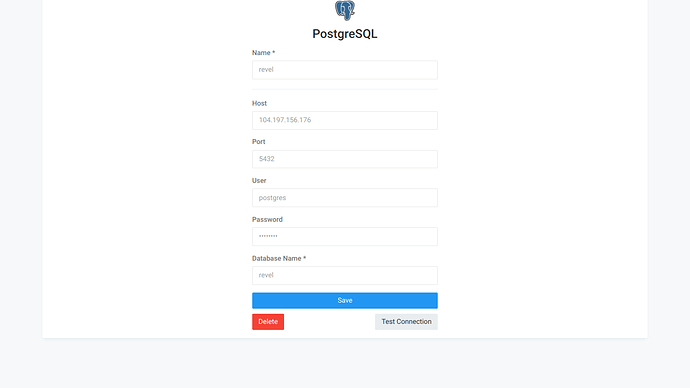 PostgreSQL
Name *
revel
Host
104.197.156.176
Port
5432
User
postgres
Password
••••••••
Database Name *
revel
Save
Delete
Test Connection